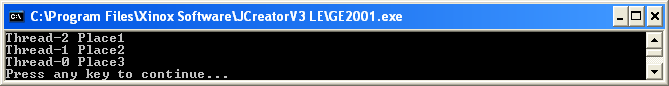 C:\Program Files\Xinox Software\JCreatorV3 LE\GE2001.exe
Thread-2 Place1
Thread-1 Place2
Thread-0 Place3
Press any key to continue...